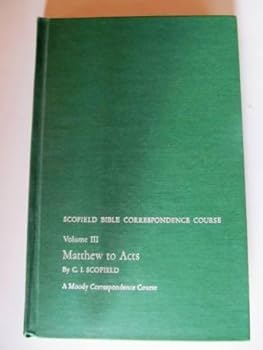 SCOFIELD BIBLE CORRESPONDENCE COURSE
Volume III
Matthew to Acts
By C. I. SCOFIELD
A Moody Correspondence Course